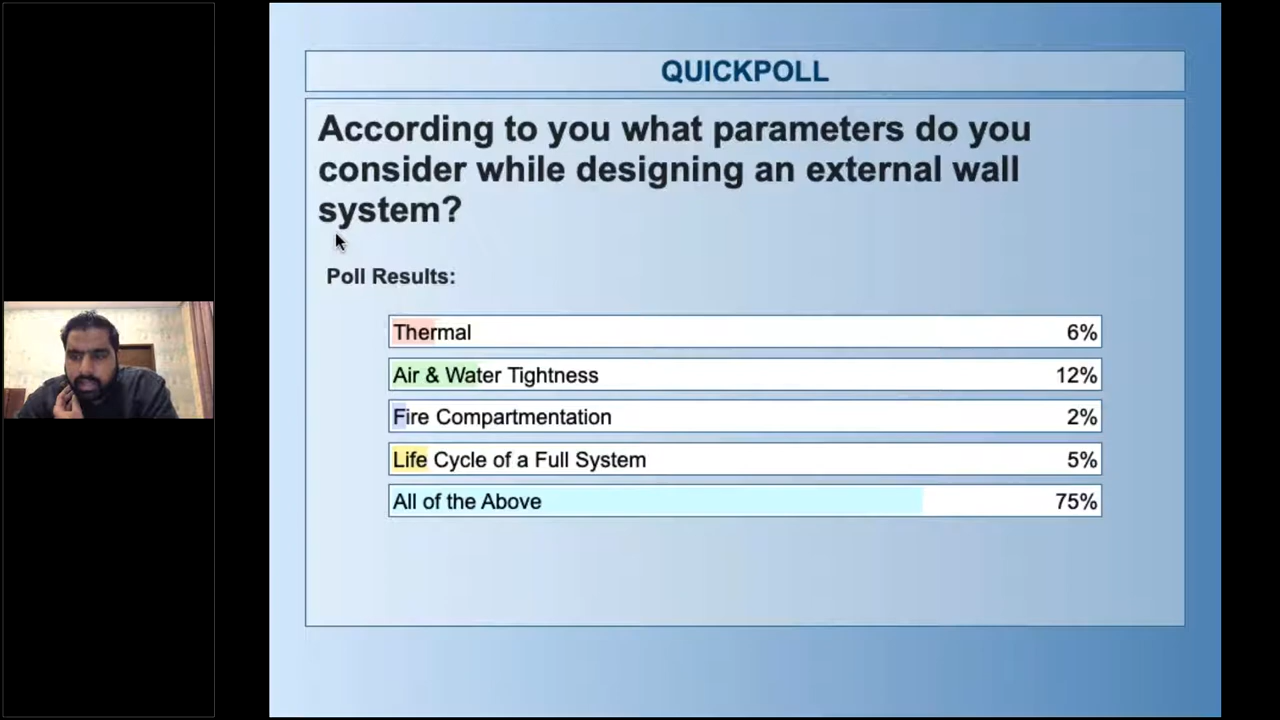 QUICKPOLL
According to you what parameters do you
consider while designing an external wall
system?
Poll Results:
Thermal 6%
Air & Water Tightness 12%
Fire Compartmentation 2%
Life Cycle of a Full System 5%
All of the Above 75%